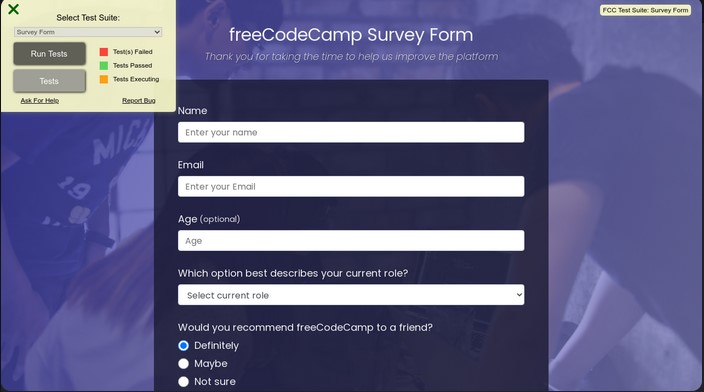 Select Test Suite:
Survey Form
Run Tests
Tests
Test(s) Failed
Tests Passed
Tests Executing
Ask For Help
Report Bug
FCC Test Suite: Survey Form
freeCodeCamp Survey Form
Thank you for taking the time to help us improve the platform
Name
Enter your name
Email
Enter your Email
Age (optional)
Age
Which option best describes your current role?
Select current role
Would you recommend freeCodeCamp to a friend?
Definitely
Maybe
Not sure